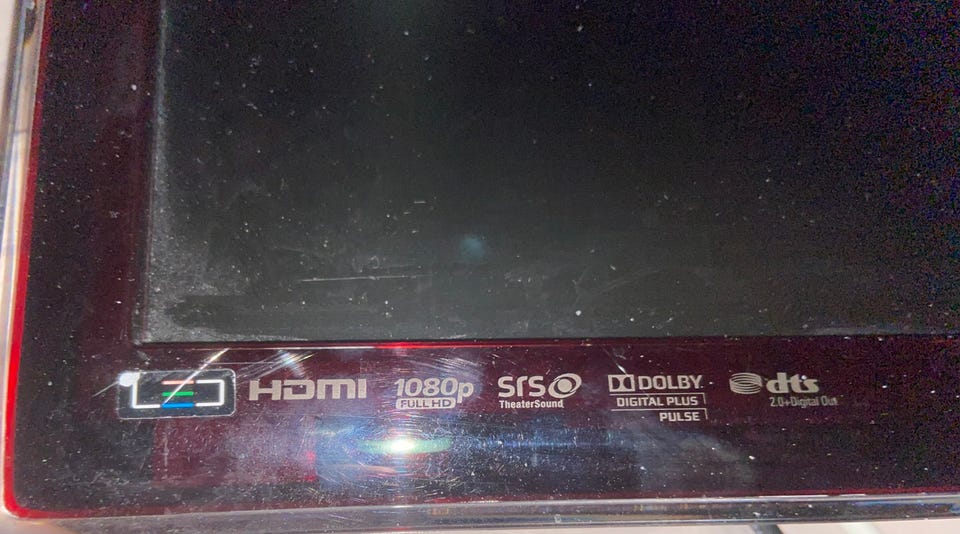 HDMI
1080p
FULL HD
SRS
TheaterSound
DOLBY
DIGITAL PLUS
PULSE
dts
2.0+Digital Out